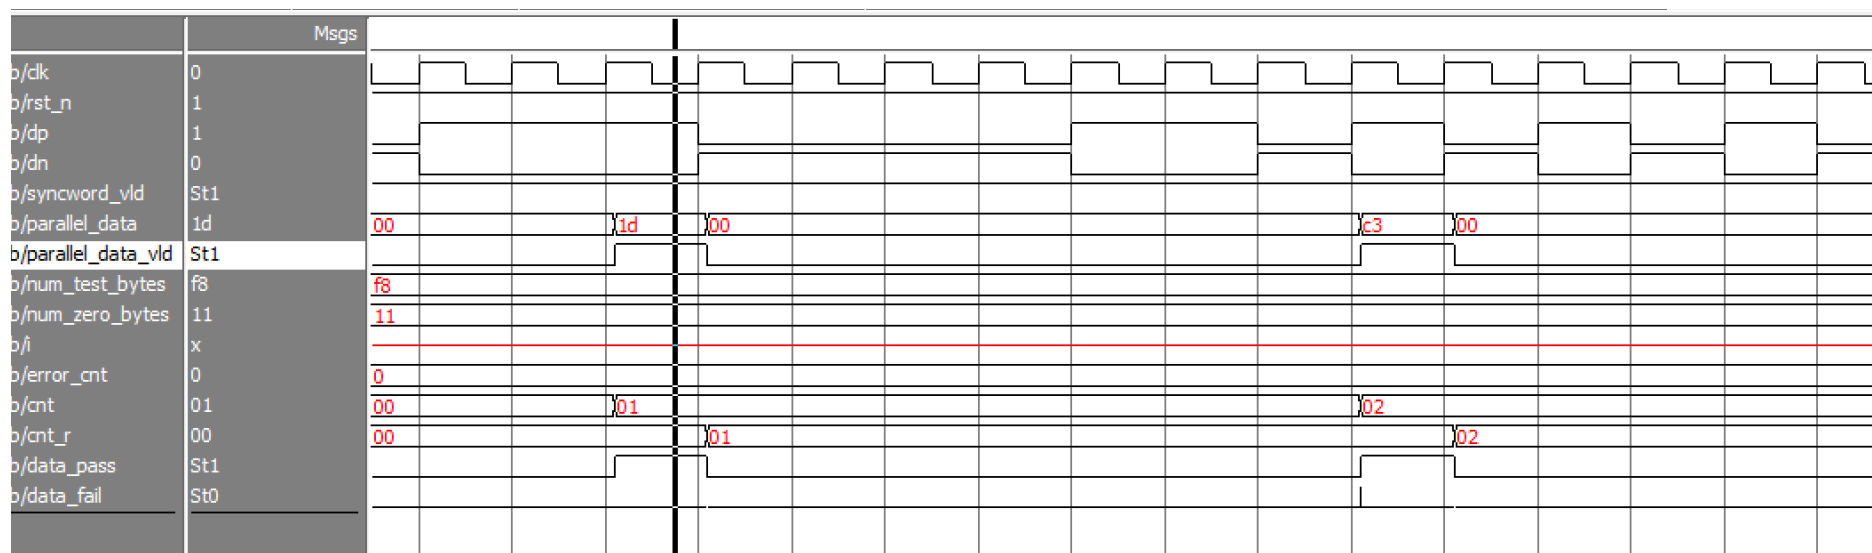 Msgs
b/clk 0
b/rst_n 1
b/dp 1
b/dn 0
b/syncword_vld St1
b/parallel_data 1d 00 1d 00 c3 00
b/parallel_data_vld St1
b/num_test_bytes f8 f8
b/num_zero_bytes 11 11
b/i x
b/error_cnt 0 0
b/cnt 01 00 01 02
b/cnt_r 00 00 01 02
b/data_pass St1
b/data_fail St0